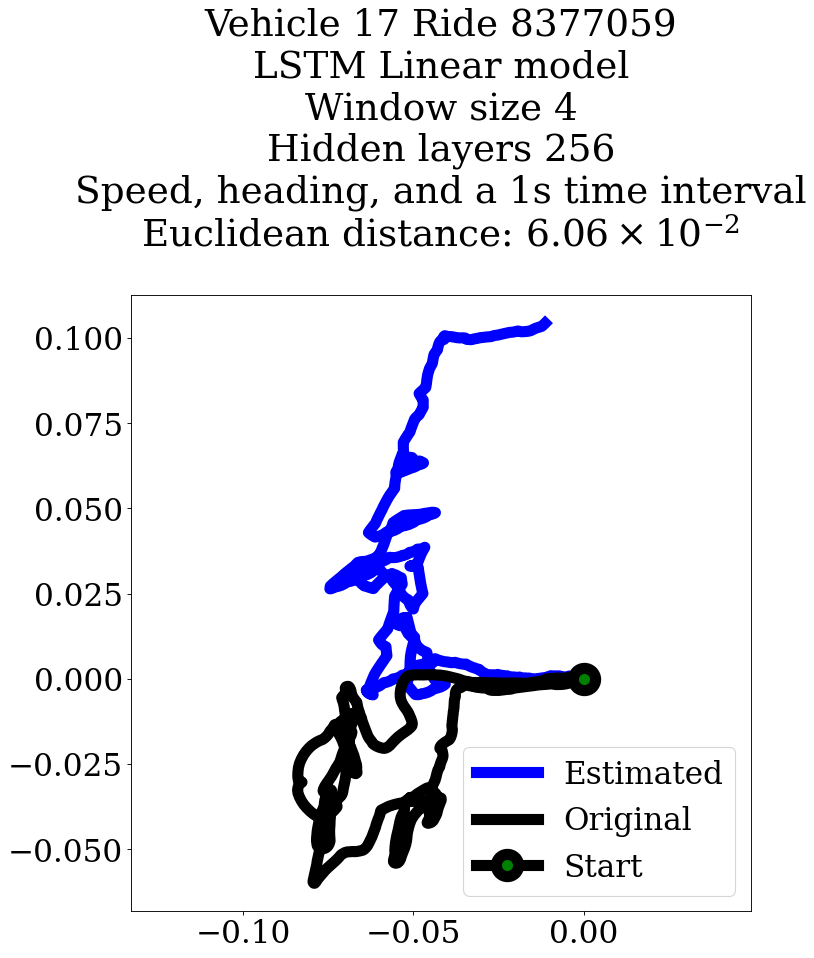 Vehicle 17 Ride 8377059
LSTM Linear model
Window size 4
Hidden layers 256
Speed, heading, and a 1s time interval
Euclidean distance: 6.06 × 10⁻²
0.100
0.075
0.050
0.025
0.000
−0.025
−0.050
Estimated
Original
Start
−0.10
−0.05
0.00